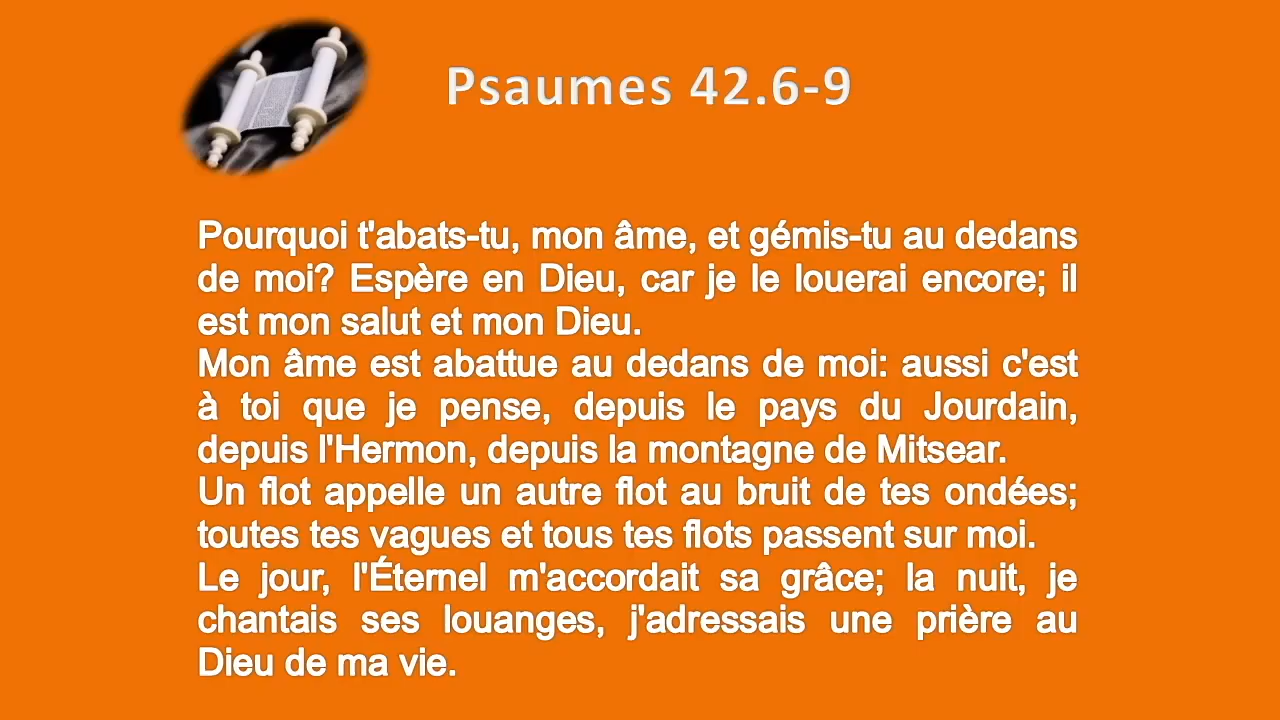 Psaumes 42.6-9
Pourquoi t'abats-tu, mon âme, et gémis-tu au dedans
de moi? Espère en Dieu, car je le louerai encore; il
est mon salut et mon Dieu.
Mon âme est abattue au dedans de moi: aussi c'est
à toi que je pense, depuis le pays du Jourdain,
depuis l'Hermon, depuis la montagne de Mitsear.
Un flot appelle un autre flot au bruit de tes ondées;
toutes tes vagues et tous tes flots passent sur moi.
Le jour, l'Éternel m'accordait sa grâce; la nuit, je
chantais ses louanges, j'adressais une prière au
Dieu de ma vie.